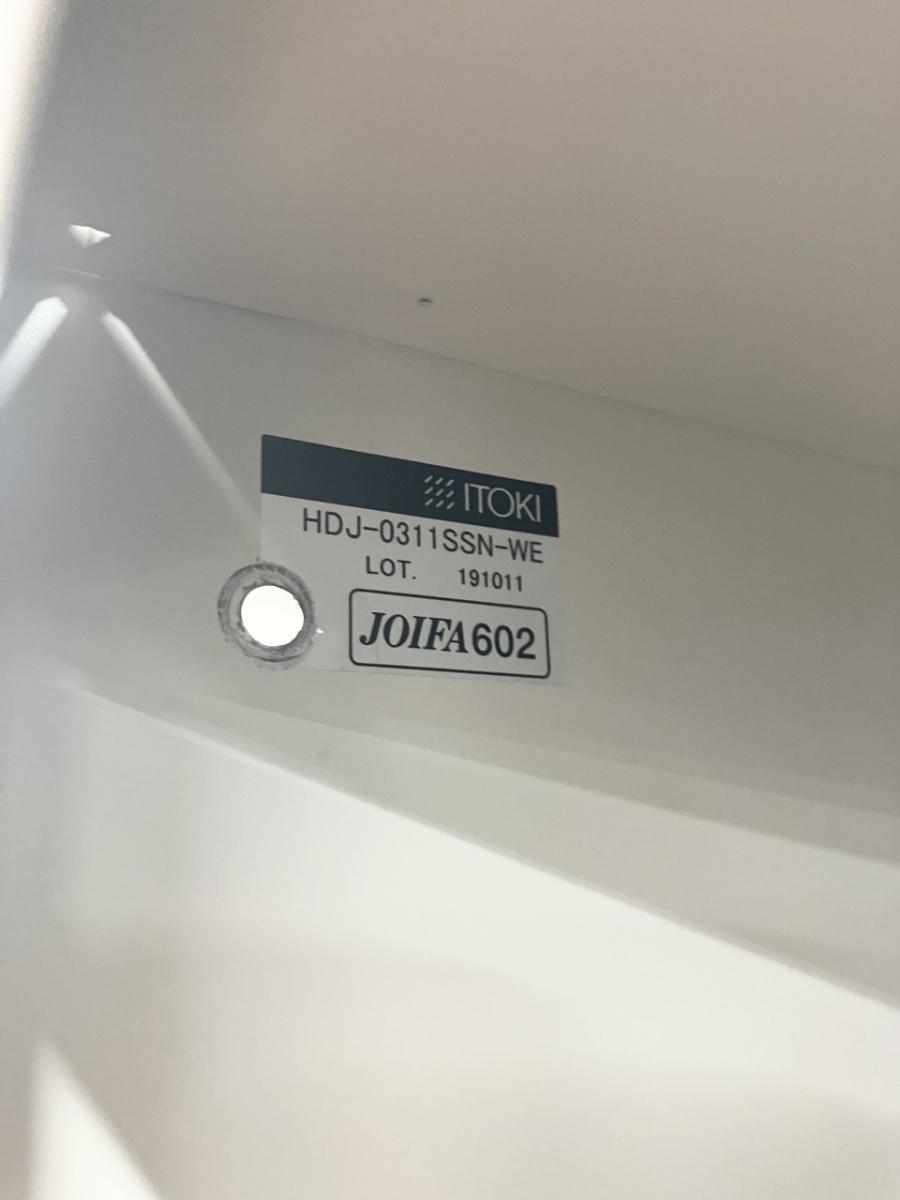 ITOKI
HDJ-0311SSN-WE
LOT. 191011
JOIFA602